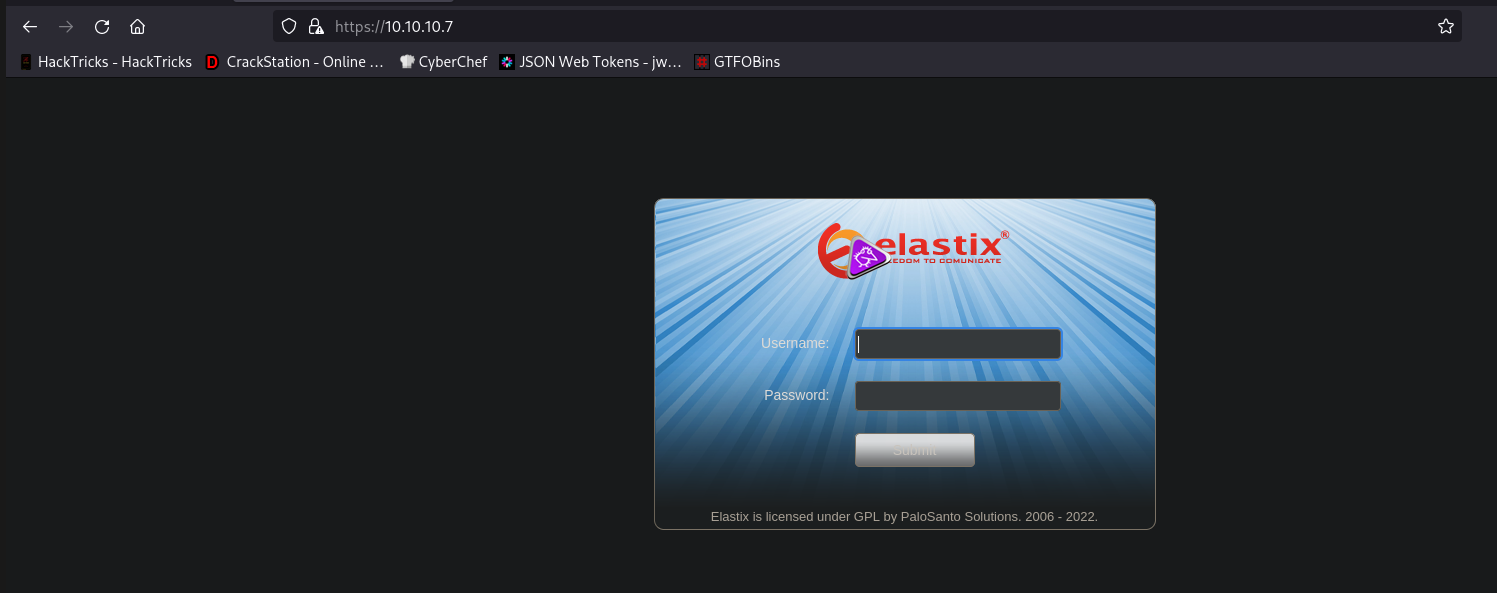 https://10.10.10.7
HackTricks - HackTricks CrackStation - Online ... CyberChef JSON Web Tokens - jw... GTFOBins
elastix®
EDOM TO COMUNICATE
Username:
Password:
Submit
Elastix is licensed under GPL by PaloSanto Solutions. 2006 - 2022.